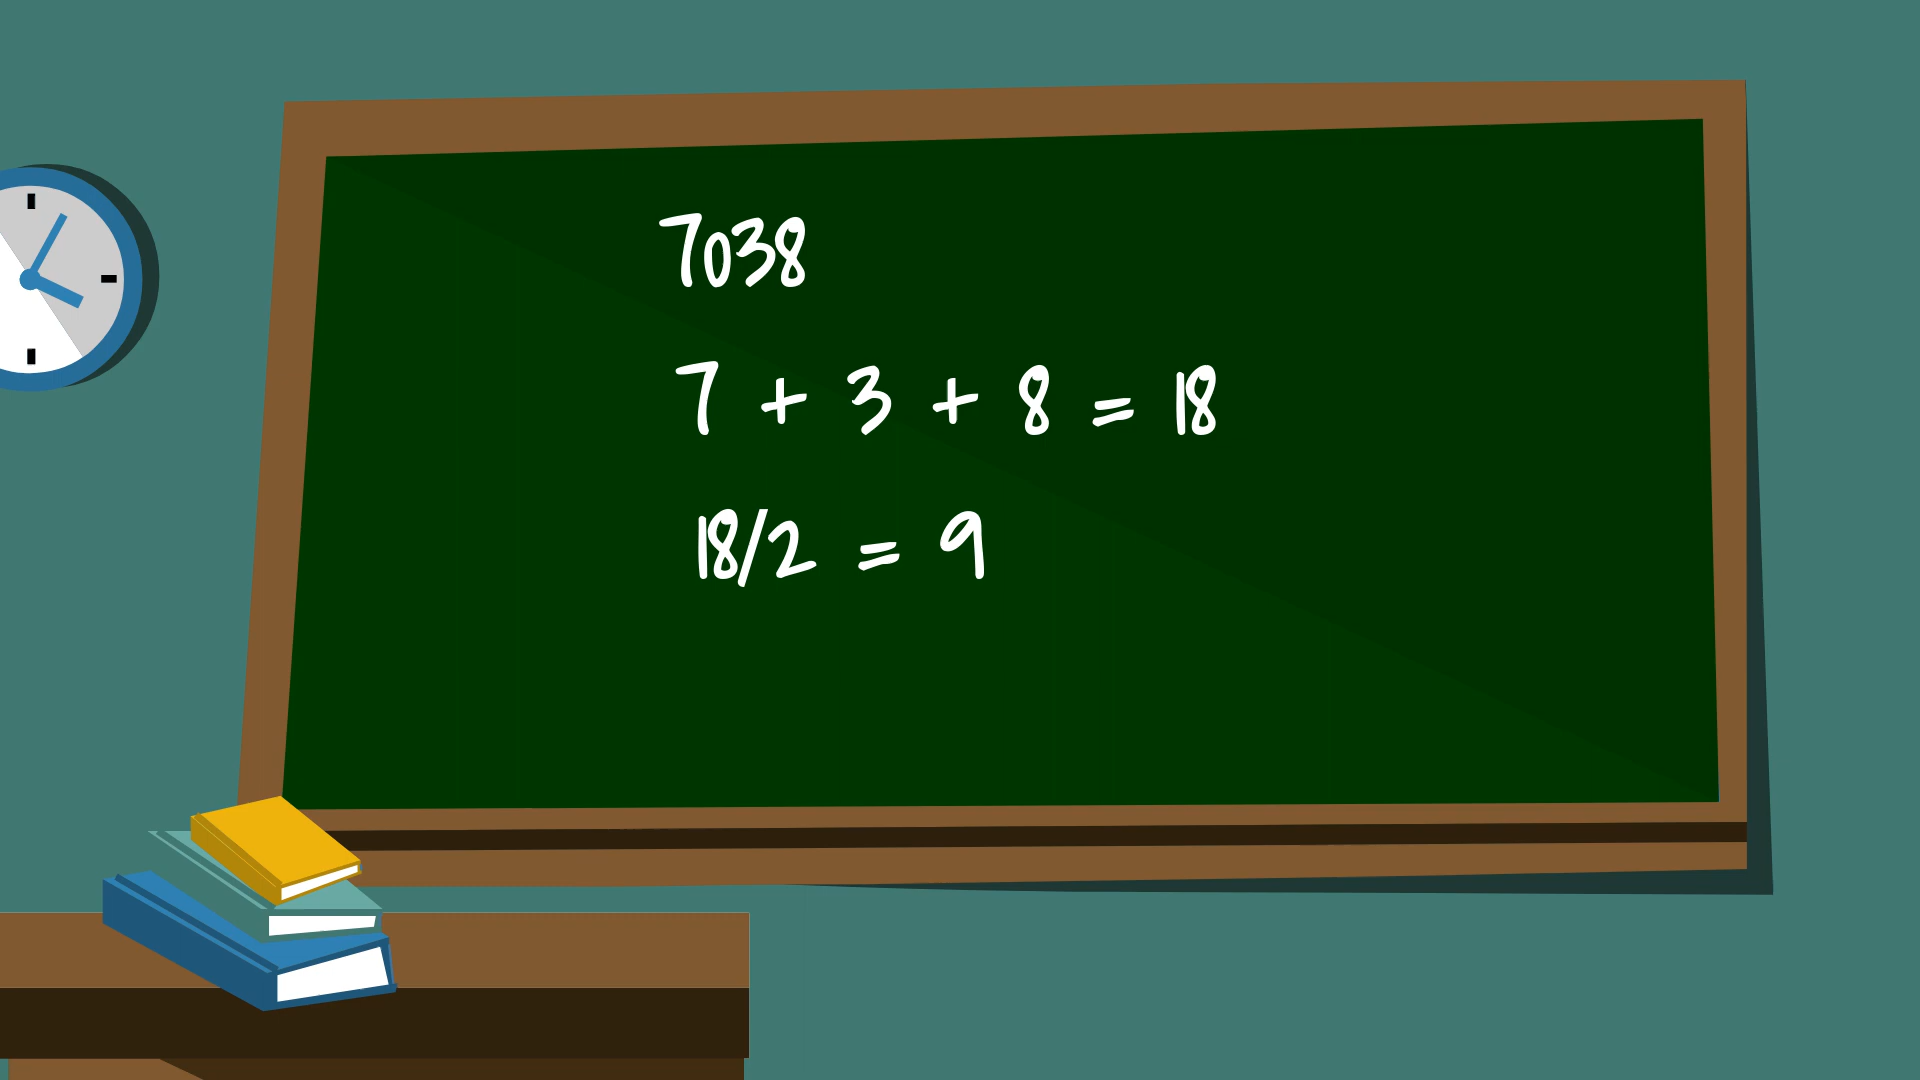 7038
7 + 3 + 8 = 18
18/2 = 9